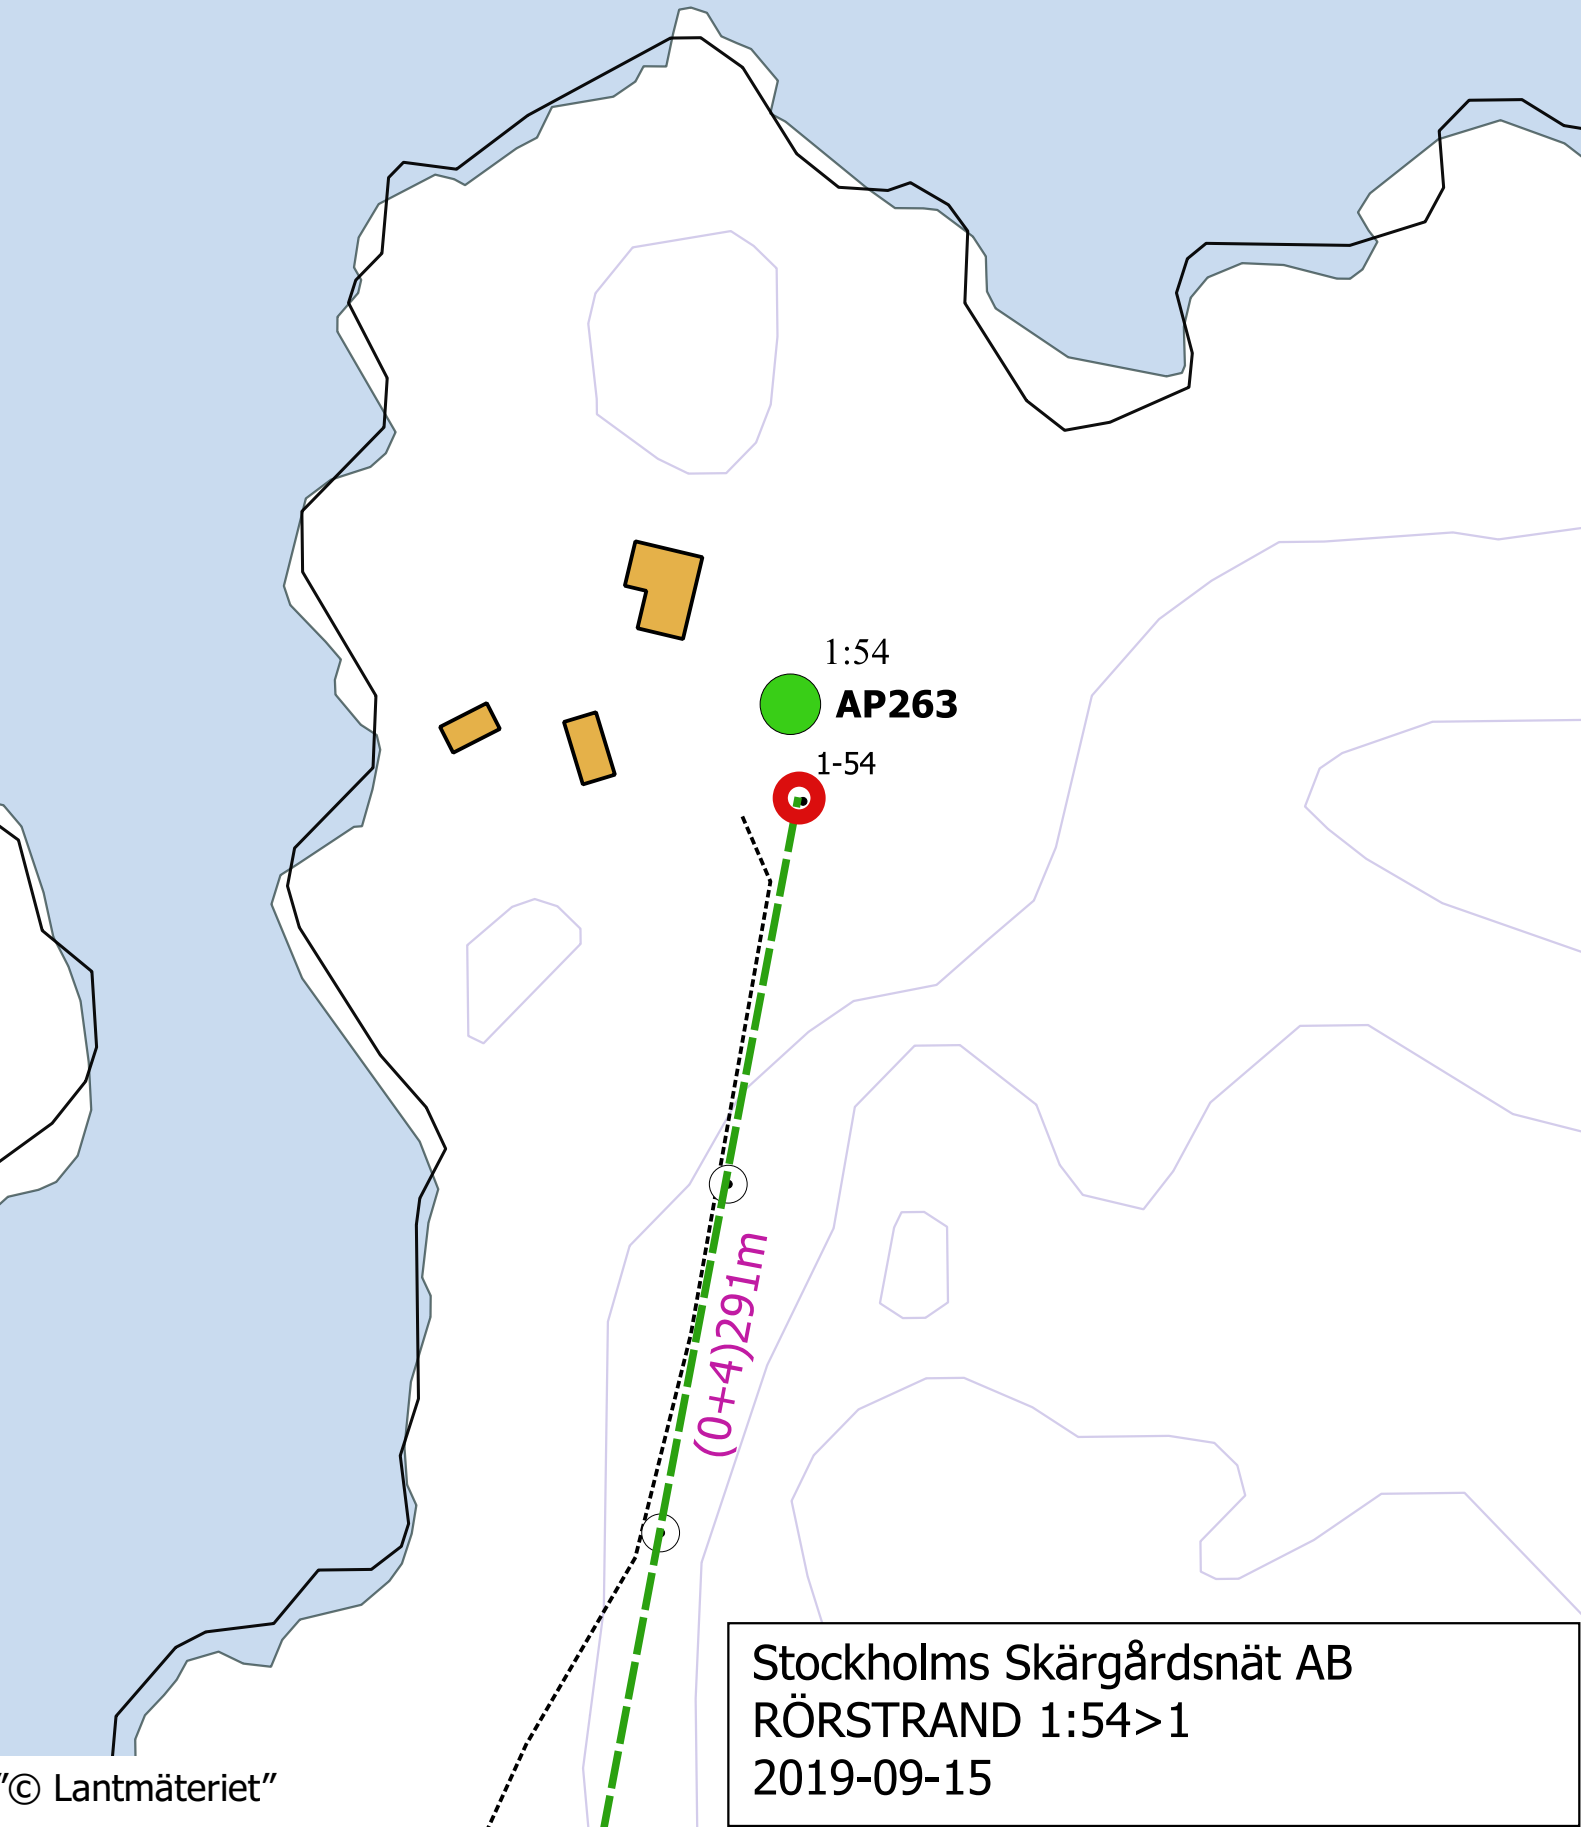 1:54
AP263
1-54
(0+4)291m
Stockholms Skärgårdsnät AB
RÖRSTRAND 1:54>1
2019-09-15
"© Lantmäteriet"